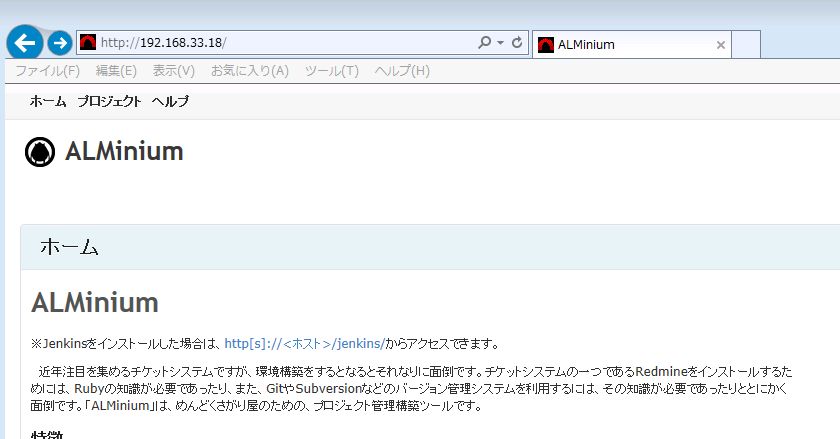 http://192.168.33.18/
ALMinium
ファイル(F) 編集(E) 表示(V) お気に入り(A) ツール(T) ヘルプ(H)
ホーム プロジェクト ヘルプ
ALMinium
ホーム
ALMinium
※Jenkinsをインストールした場合は、http[s]://<ホスト>/jenkins/からアクセスできます。
近年注目を集めるチケットシステムですが、環境構築をするとなるとそれなりに面倒です。チケットシステムの一つであるRedmineをインストールするた
めには、Rubyの知識が必要であったり、また、GitやSubversionなどのバージョン管理システムを利用するには、その知識が必要であったりととにかく
面倒です。「ALMinium」は、めんどくさがり屋のための、プロジェクト管理構築ツールです。
特徴